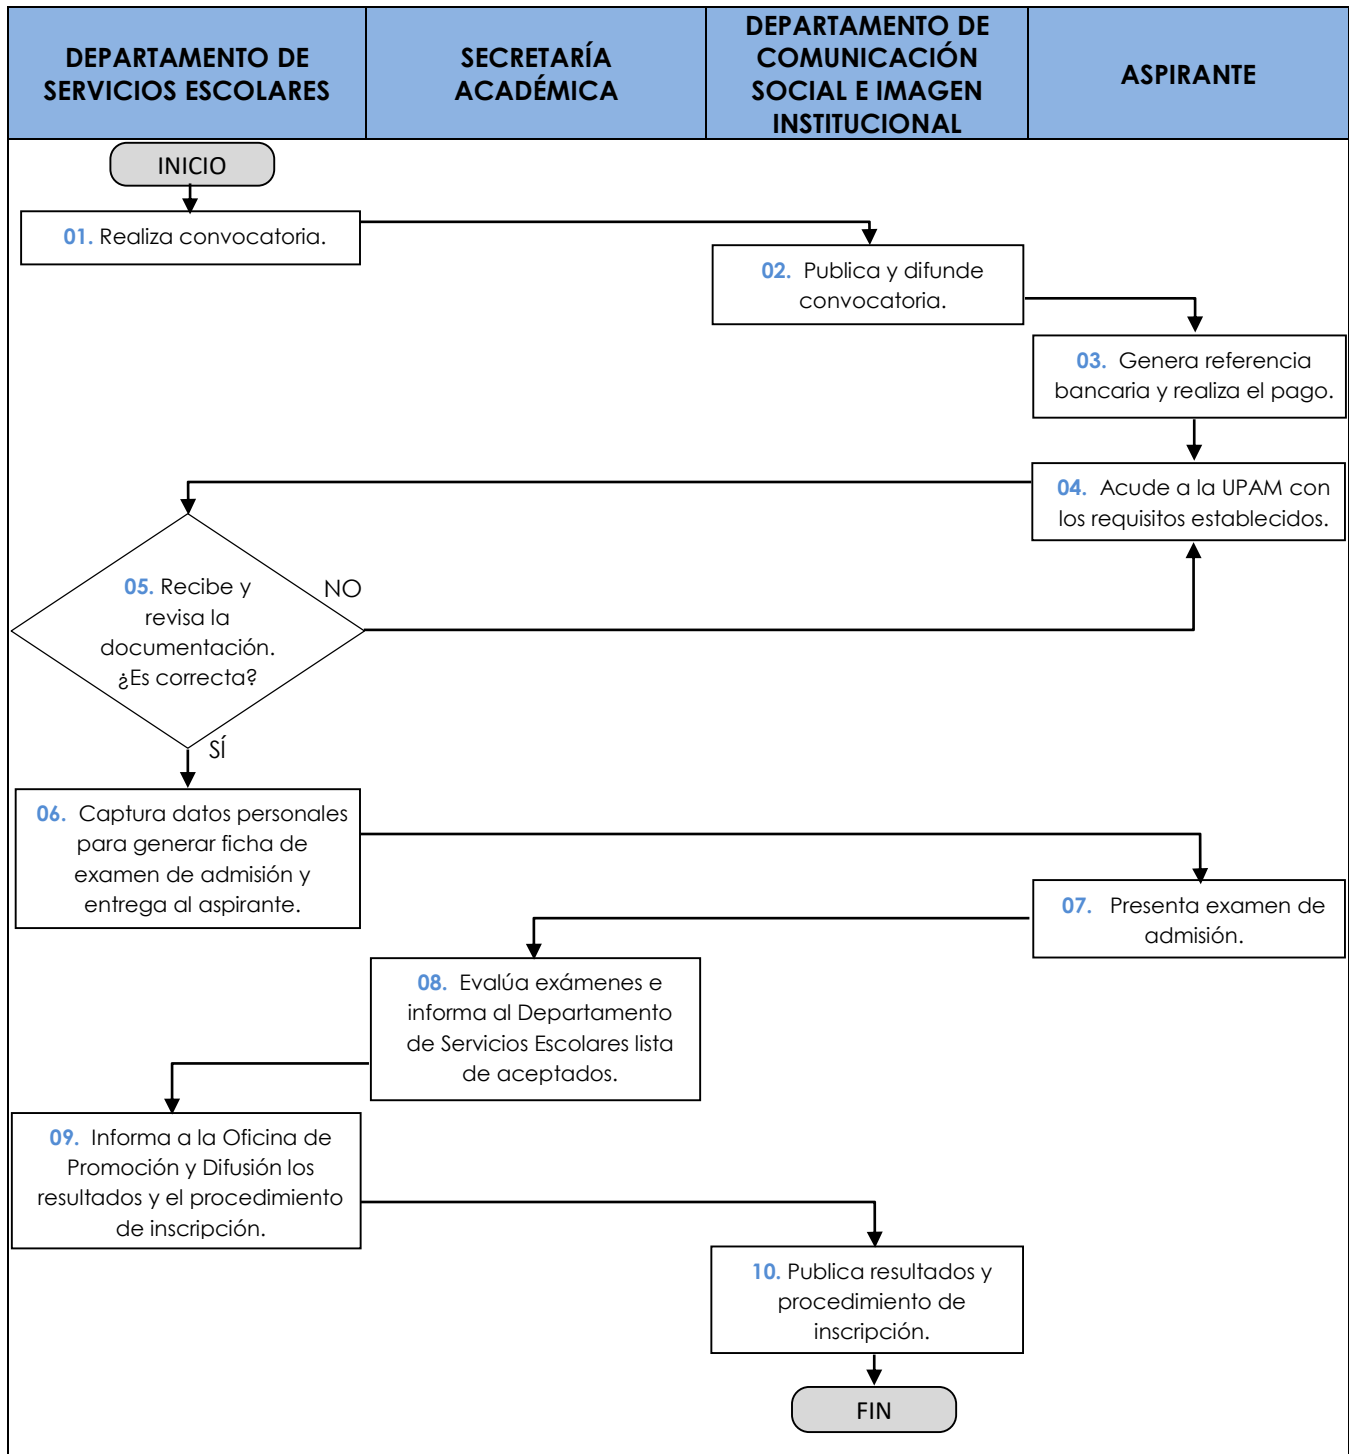 DEPARTAMENTO DE
SERVICIOS ESCOLARES
SECRETARÍA
ACADÉMICA
DEPARTAMENTO DE
COMUNICACIÓN
SOCIAL E IMAGEN
INSTITUCIONAL
ASPIRANTE
INICIO
01. Realiza convocatoria.
02. Publica y difunde
convocatoria.
03. Genera referencia
bancaria y realiza el pago.
04. Acude a la UPAM con
los requisitos establecidos.
05. Recibe y
revisa la
documentación.
¿Es correcta?
NO
SÍ
06. Captura datos personales
para generar ficha de
examen de admisión y
entrega al aspirante.
07. Presenta examen de
admisión.
08. Evalúa exámenes e
informa al Departamento
de Servicios Escolares lista
de aceptados.
09. Informa a la Oficina de
Promoción y Difusión los
resultados y el procedimiento
de inscripción.
10. Publica resultados y
procedimiento de
inscripción.
FIN